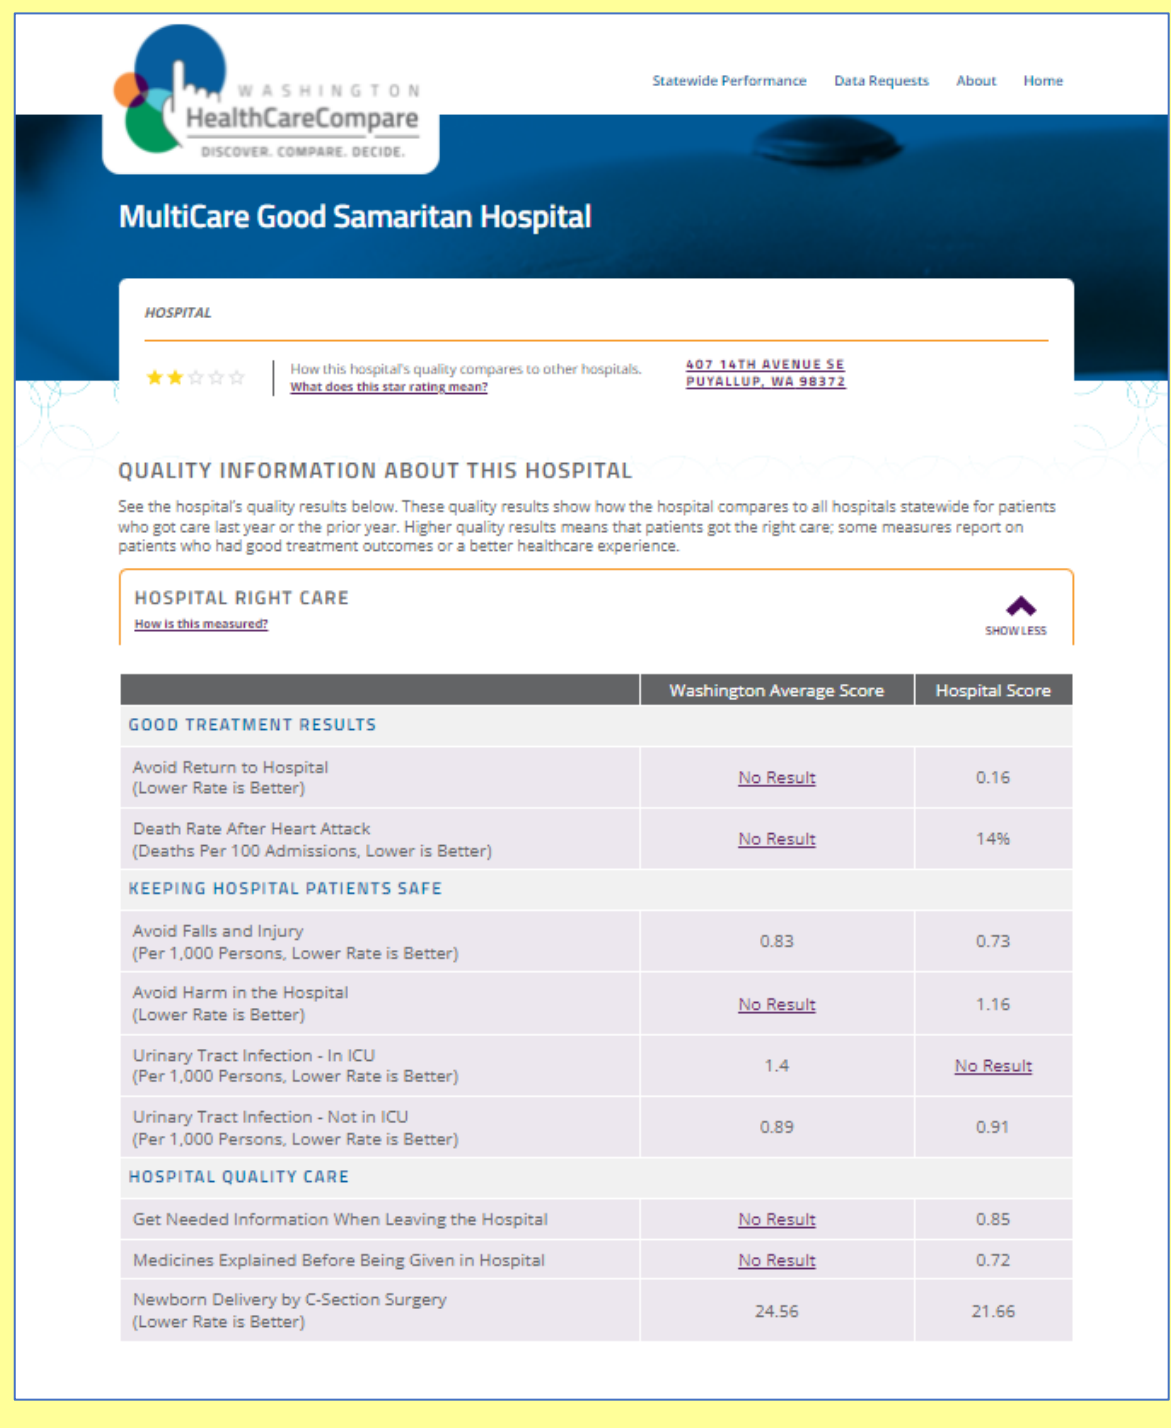 WASHINGTON
HealthCareCompare
DISCOVER. COMPARE. DECIDE.
Statewide Performance Data Requests About Home
MultiCare Good Samaritan Hospital
HOSPITAL
How this hospital's quality compares to other hospitals.
What does this star rating mean?
407 14TH AVENUE SE
PUYALLUP, WA 98372
QUALITY INFORMATION ABOUT THIS HOSPITAL
See the hospital's quality results below. These quality results show how the hospital compares to all hospitals statewide for patients
who got care last year or the prior year. Higher quality results means that patients got the right care; some measures report on
patients who had good treatment outcomes or a better healthcare experience.
HOSPITAL RIGHT CARE
How is this measured?
SHOW LESS
Washington Average Score Hospital Score
GOOD TREATMENT RESULTS
Avoid Return to Hospital
(Lower Rate is Better)
No Result 0.16
Death Rate After Heart Attack
(Deaths Per 100 Admissions, Lower is Better)
No Result 14%
KEEPING HOSPITAL PATIENTS SAFE
Avoid Falls and Injury
(Per 1,000 Persons, Lower Rate is Better)
0.83 0.73
Avoid Harm in the Hospital
(Lower Rate is Better)
No Result 1.16
Urinary Tract Infection - In ICU
(Per 1,000 Persons, Lower Rate is Better)
1.4 No Result
Urinary Tract Infection - Not in ICU
(Per 1,000 Persons, Lower Rate is Better)
0.89 0.91
HOSPITAL QUALITY CARE
Get Needed Information When Leaving the Hospital No Result 0.85
Medicines Explained Before Being Given in Hospital No Result 0.72
Newborn Delivery by C-Section Surgery
(Lower Rate is Better)
24.56 21.66